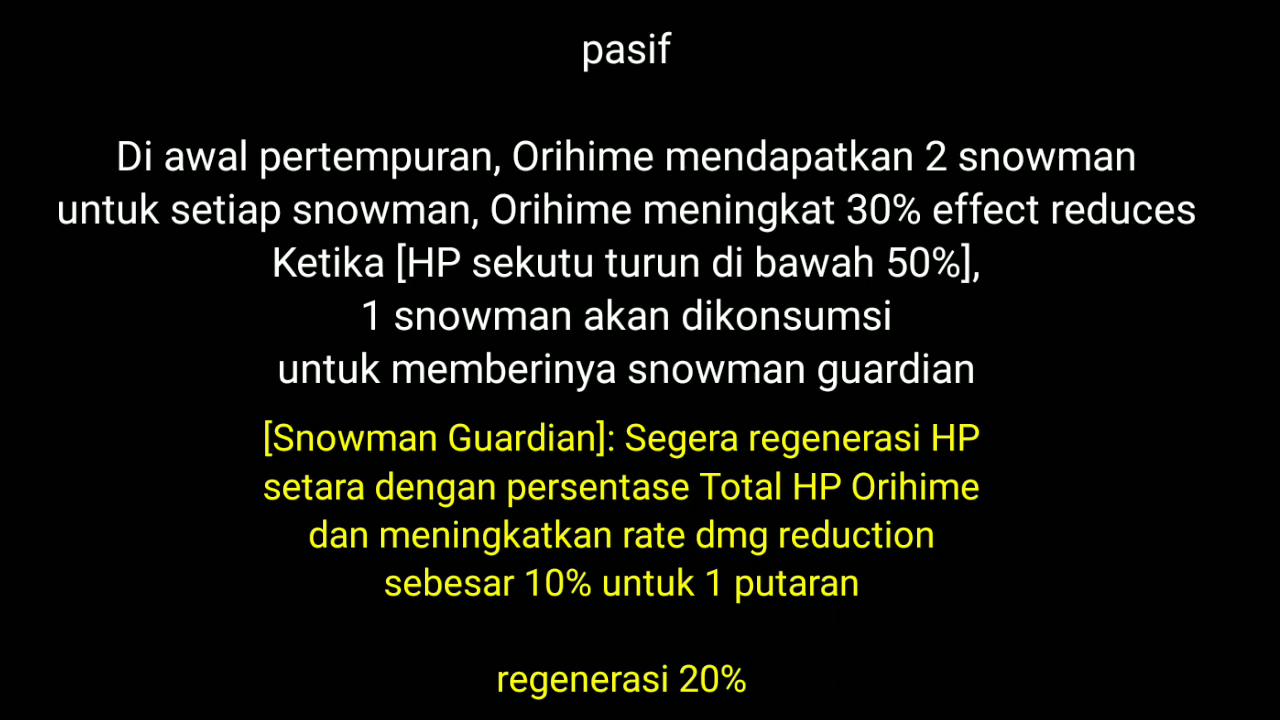 pasif
Di awal pertempuran, Orihime mendapatkan 2 snowman
untuk setiap snowman, Orihime meningkat 30% effect reduces
Ketika [HP sekutu turun di bawah 50%],
1 snowman akan dikonsumsi
untuk memberinya snowman guardian
[Snowman Guardian]: Segera regenerasi HP
setara dengan persentase Total HP Orihime
dan meningkatkan rate dmg reduction
sebesar 10% untuk 1 putaran
regenerasi 20%